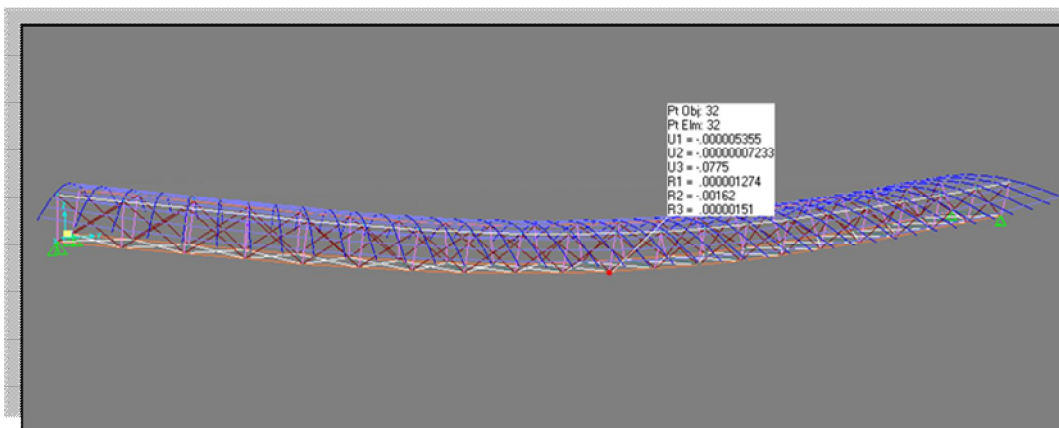 Pt Obj: 32
Pt Elm: 32
U1 = -.000005355
U2 = -.00000007233
U3 = -.0775
R1 = .000001274
R2 = -.00162
R3 = .00000151